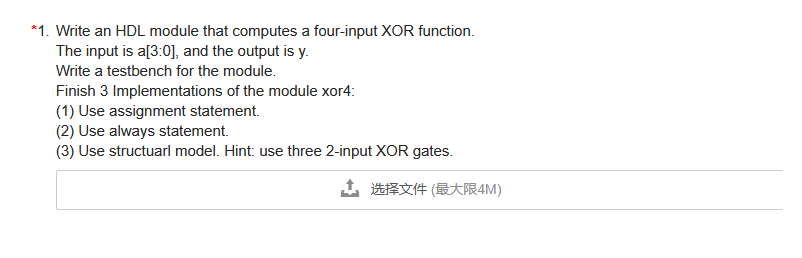 *1. Write an HDL module that computes a four-input XOR function.
The input is a[3:0], and the output is y.
Write a testbench for the module.
Finish 3 Implementations of the module xor4:
(1) Use assignment statement.
(2) Use always statement.
(3) Use structuarl model. Hint: use three 2-input XOR gates.
选择文件 (最大限4M)